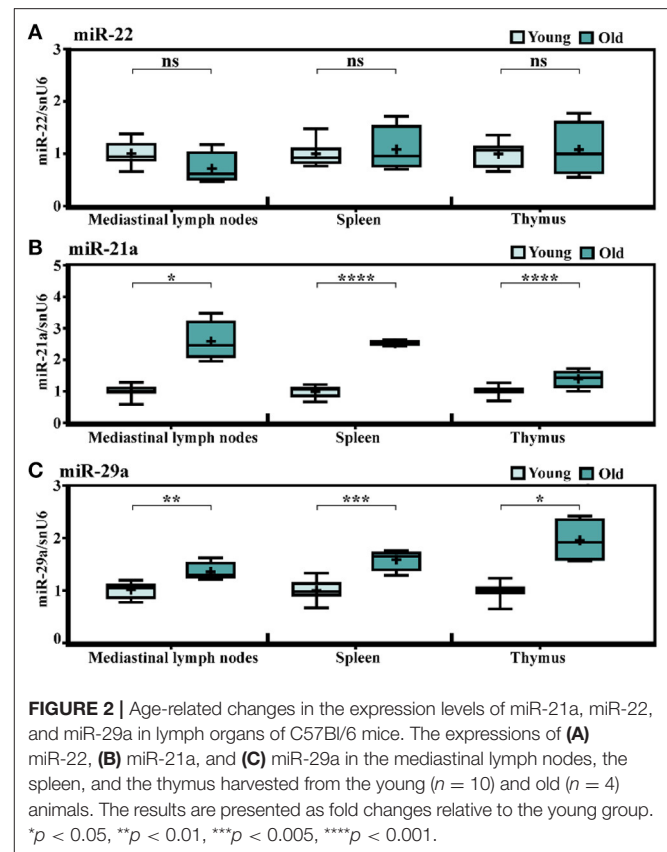 A miR-22 Young Old
3
ns ns ns
2
miR-22/snU6
1
0
Mediastinal lymph nodes Spleen Thymus
B miR-21a Young Old
5
* **** ****
4
3
miR-21a/snU6
2
1
0
Mediastinal lymph nodes Spleen Thymus
C miR-29a Young Old
3
** *** *
2
miR-29a/snU6
1
0
Mediastinal lymph nodes Spleen Thymus
FIGURE 2 | Age-related changes in the expression levels of miR-21a, miR-22,
and miR-29a in lymph organs of C57Bl/6 mice. The expressions of (A)
miR-22, (B) miR-21a, and (C) miR-29a in the mediastinal lymph nodes, the
spleen, and the thymus harvested from the young (n = 10) and old (n = 4)
animals. The results are presented as fold changes relative to the young group.
*p < 0.05, **p < 0.01, ***p < 0.005, ****p < 0.001.